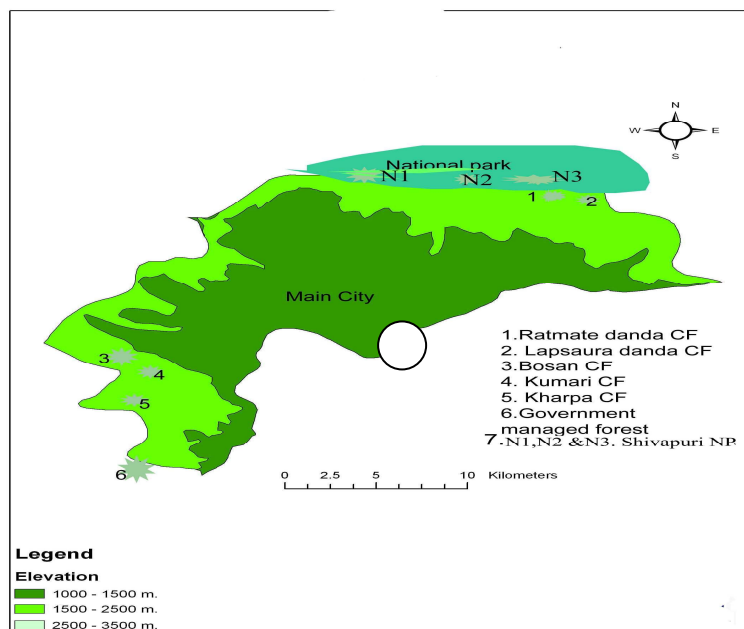 N
W E
S
National park
N1 N2 N3
1 2
Main City
3
4
5
6
1.Ratmate danda CF
2. Lapsaura danda CF
3.Bosan CF
4. Kumari CF
5. Kharpa CF
6.Government
managed forest
7.N1,N2 &N3. Shivapuri NP
0 5 10 Kilometers
Legend
Elevation
1000 - 1500 m.
1500 - 2500 m.
2500 - 3500 m.